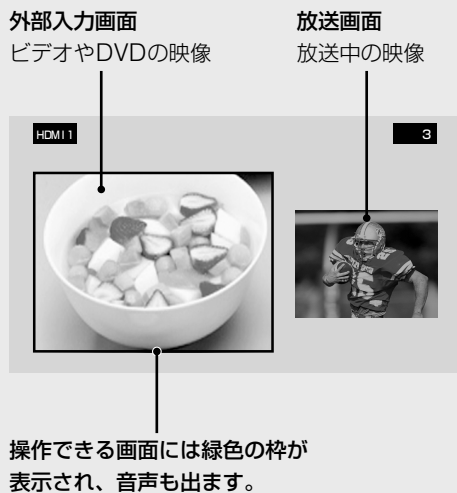 外部入力画面
ビデオやDVDの映像
放送画面
放送中の映像
HDMI1
3
25
操作できる画面には緑色の枠が
表示され、音声も出ます。